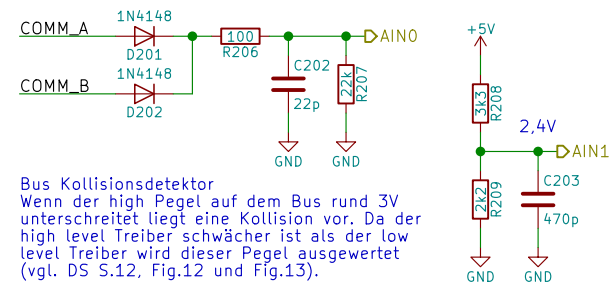 1N4148
COMM_A
D201
100
R206
AIN0
1N4148
COMM_B
D202
C202
22p
22k
R207
GND
GND
+5V
3k3
R208
2,4V
AIN1
2k2
R209
C203
470p
GND
GND
Bus Kollisionsdetektor
Wenn der high Pegel auf dem Bus rund 3V
unterschreitet liegt eine Kollision vor. Da der
high level Treiber schwächer ist als der low
level Treiber wird dieser Pegel ausgewertet
(vgl. DS S.12, Fig.12 und Fig.13).